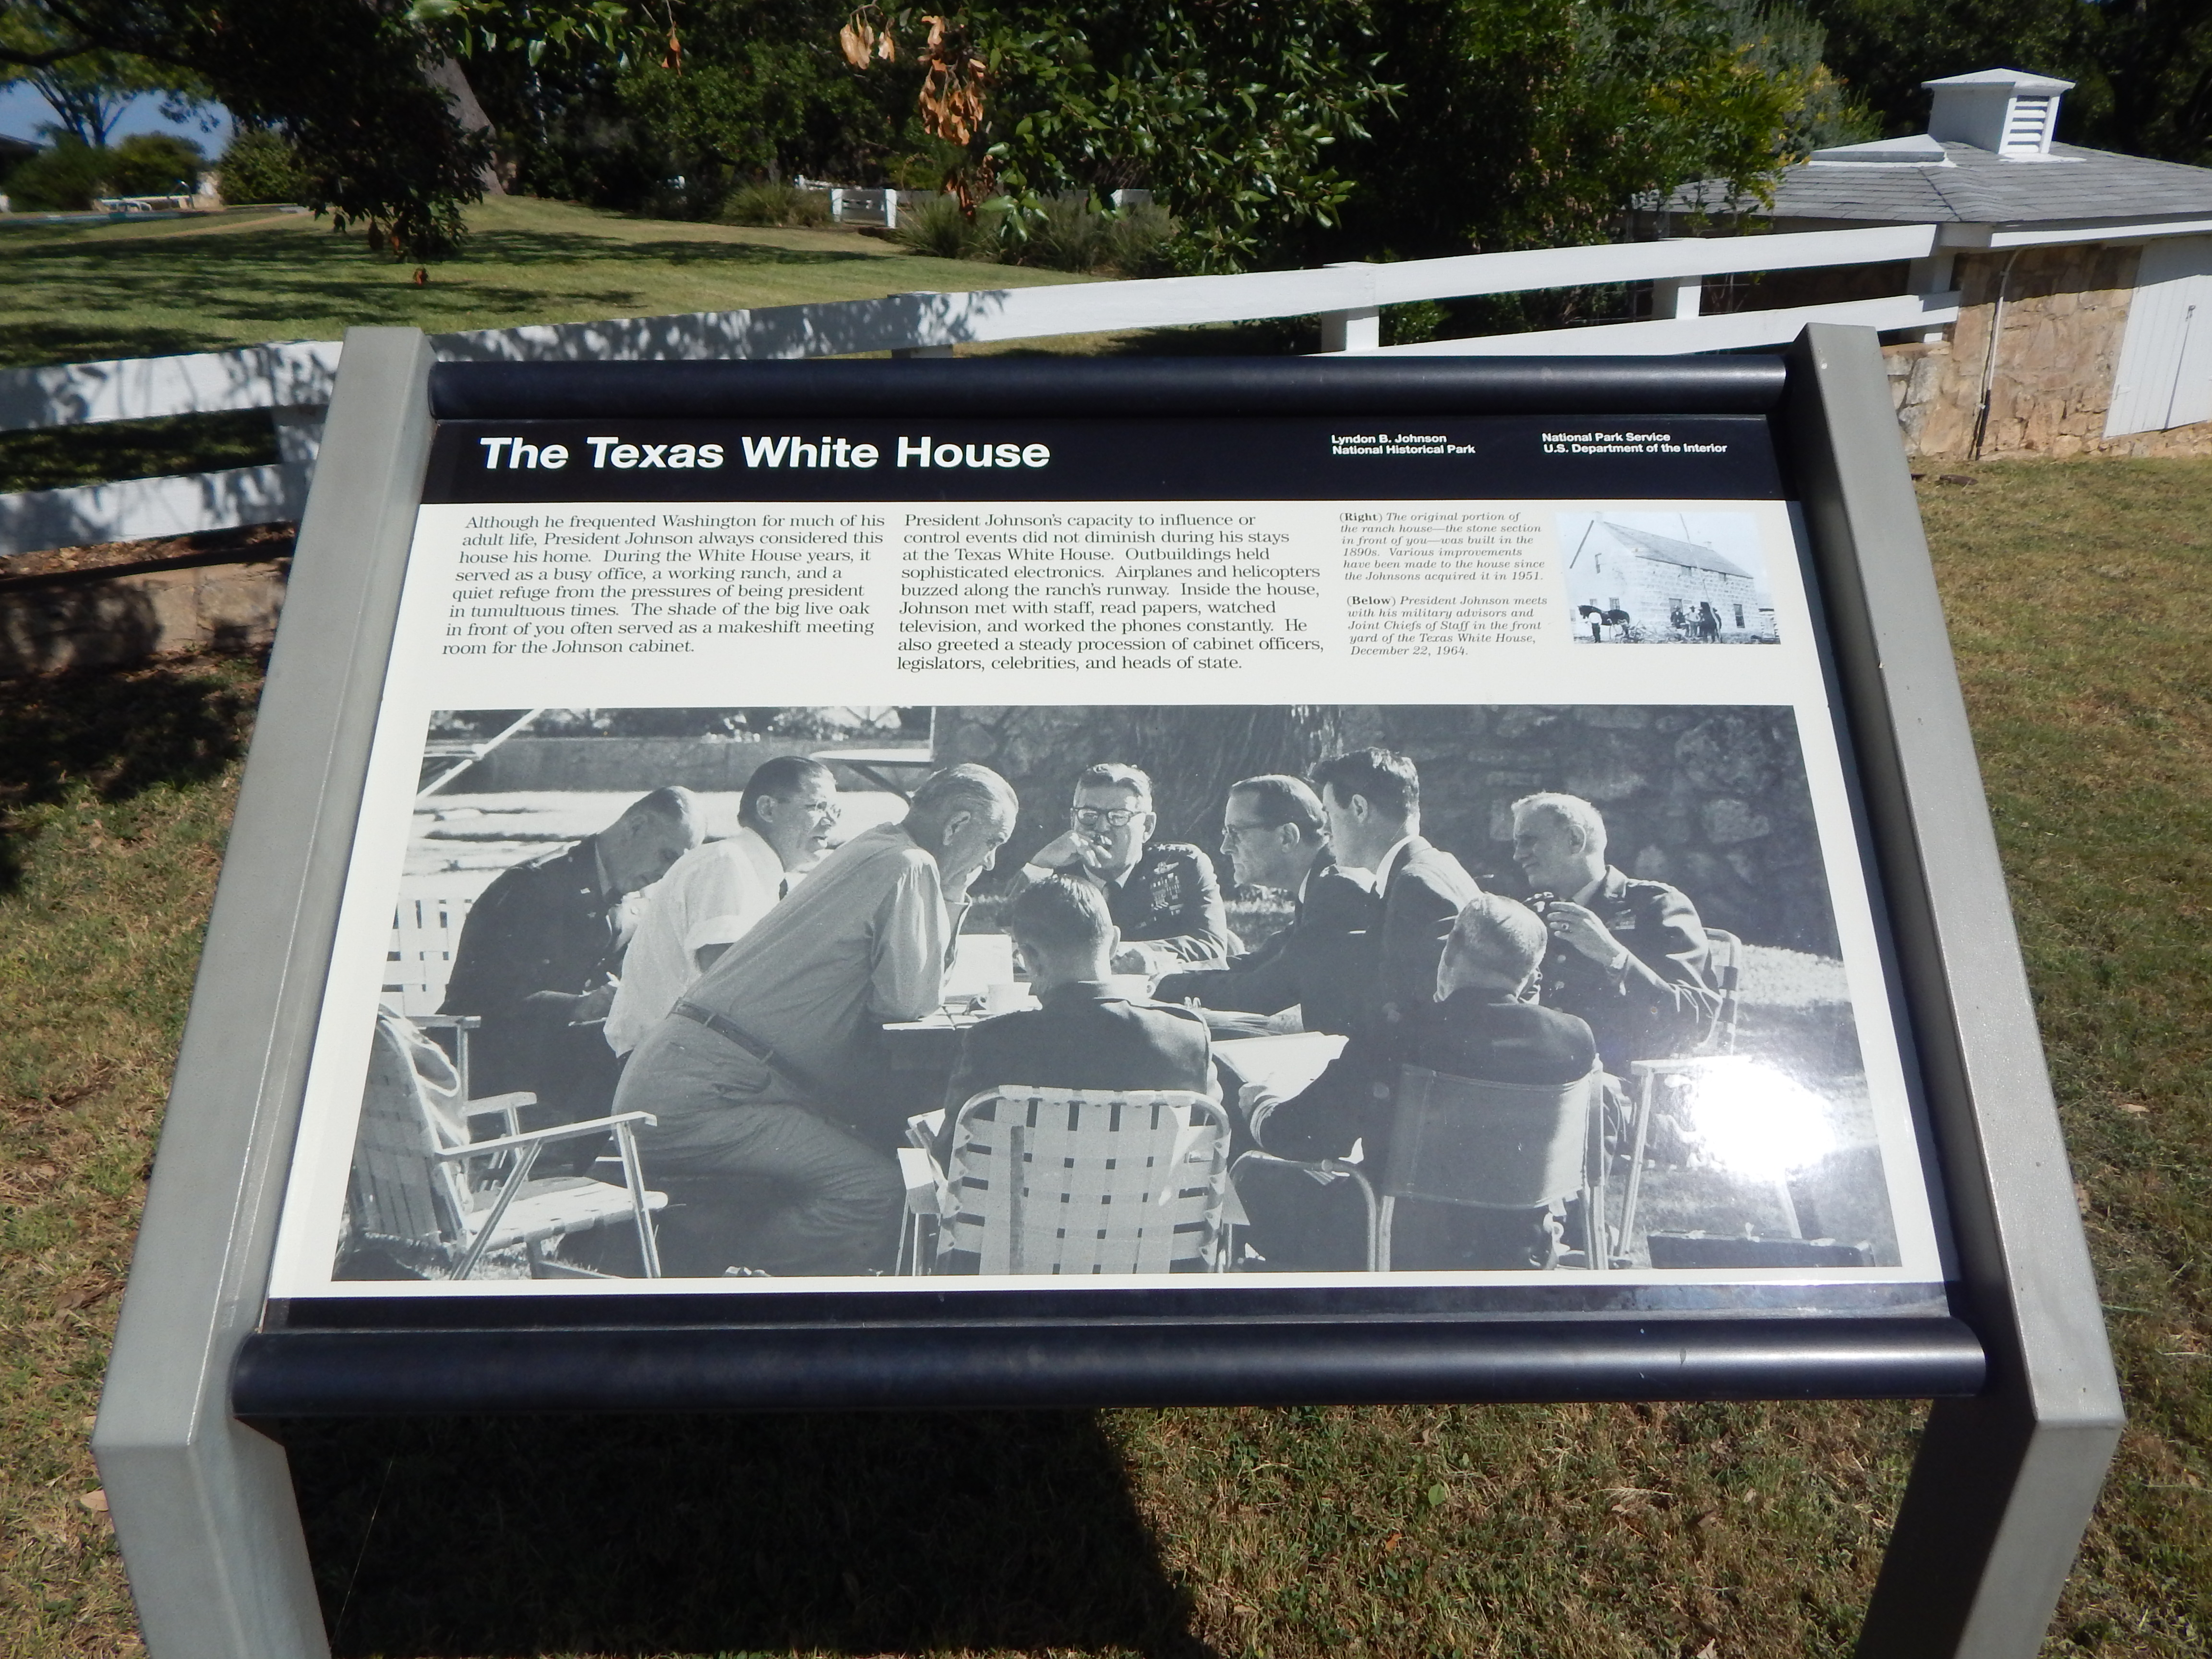 The Texas White House
Lyndon B. Johnson
National Historical Park
National Park Service
U.S. Department of the Interior
Although he frequented Washington for much of his
adult life, President Johnson always considered this
house his home. During the White House years, it
served as a busy office, a working ranch, and a
quiet refuge from the pressures of being president
in tumultuous times. The shade of the big live oak
in front of you often served as a makeshift meeting
room for the Johnson cabinet.
President Johnson's capacity to influence or
control events did not diminish during his stays
at the Texas White House. Outbuildings held
sophisticated electronics. Airplanes and helicopters
buzzed along the ranch's runway. Inside the house,
Johnson met with staff, read papers, watched
television, and worked the phones constantly. He
also greeted a steady procession of cabinet officers,
legislators, celebrities, and heads of state.
(Right) The original portion of
the ranch house—the stone section
in front of you—was built in the
1890s. Various improvements
have been made to the house since
the Johnsons acquired it in 1951.
(Below) President Johnson meets
with his military advisors and
Joint Chiefs of Staff in the front
yard of the Texas White House,
December 22, 1964.